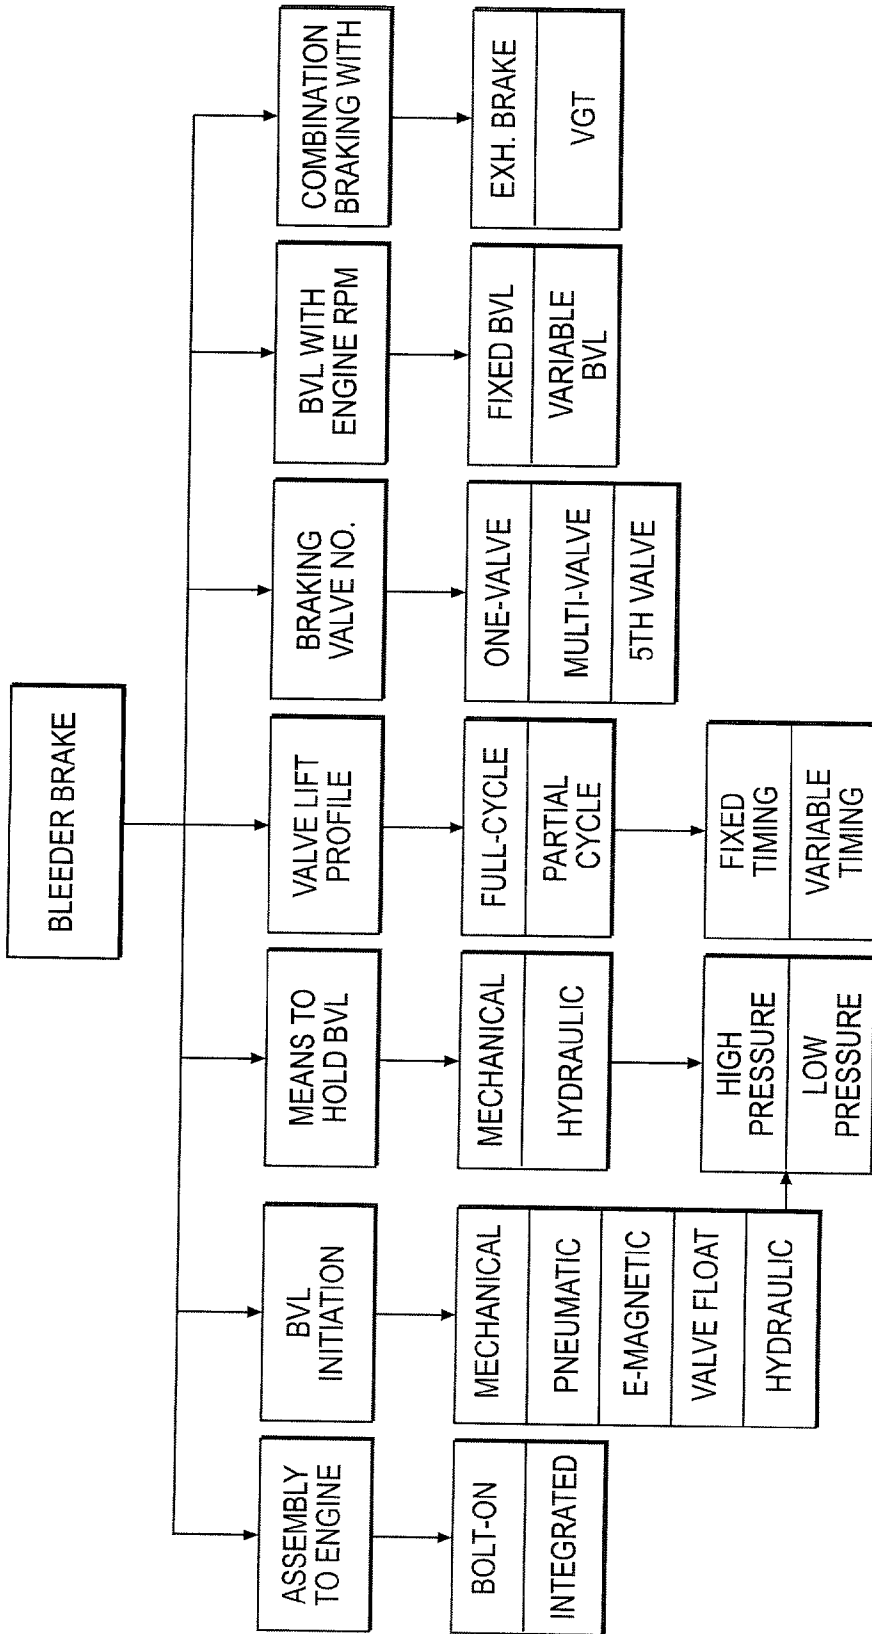 BLEEDER BRAKE
ASSEMBLY
TO ENGINE
BVL
INITIATION
MEANS TO
HOLD BVL
VALVE LIFT
PROFILE
BRAKING
VALVE NO.
BVL WITH
ENGINE RPM
COMBINATION
BRAKING WITH
BOLT-ON
INTEGRATED
MECHANICAL
PNEUMATIC
E-MAGNETIC
VALVE FLOAT
HYDRAULIC
MECHANICAL
HYDRAULIC
FULL-CYCLE
PARTIAL
CYCLE
ONE-VALVE
MULTI-VALVE
5TH VALVE
FIXED BVL
VARIABLE
BVL
EXH. BRAKE
VGT
HIGH
PRESSURE
LOW
PRESSURE
FIXED
TIMING
VARIABLE
TIMING